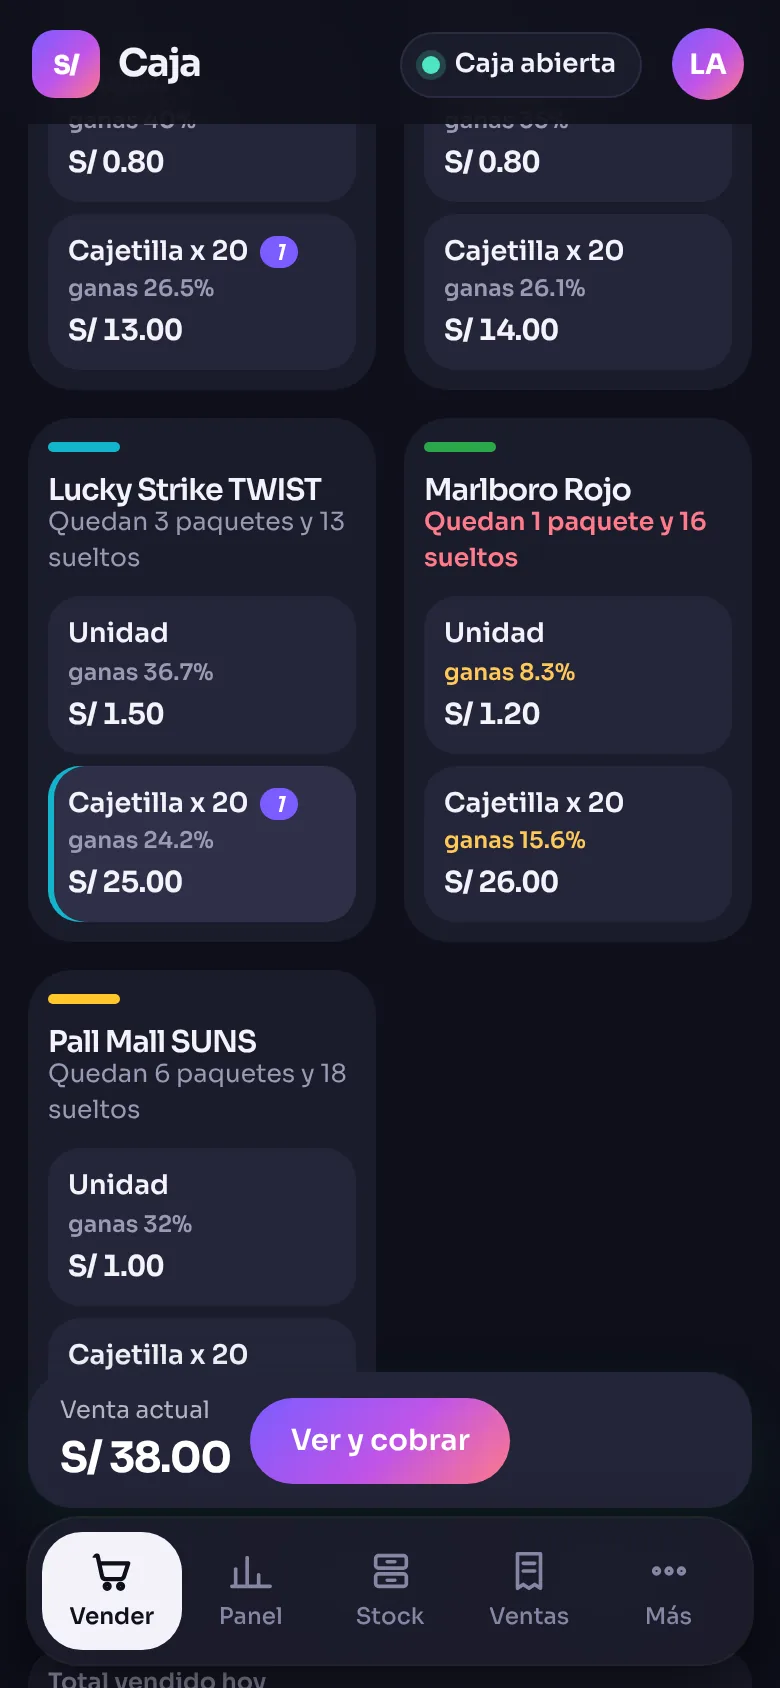 S/ Caja
Caja abierta
LA
ganas 40%
S/ 0.80
Cajetilla x 20 1
ganas 26.5%
S/ 13.00
S/ 0.80
Cajetilla x 20
ganas 26.1%
S/ 14.00
Lucky Strike TWIST
Quedan 3 paquetes y 13
sueltos
Unidad
ganas 36.7%
S/ 1.50
Cajetilla x 20 1
ganas 24.2%
S/ 25.00
Marlboro Rojo
Quedan 1 paquete y 16
sueltos
Unidad
ganas 8.3%
S/ 1.20
Cajetilla x 20
ganas 15.6%
S/ 26.00
Pall Mall SUNS
Quedan 6 paquetes y 18
sueltos
Unidad
ganas 32%
S/ 1.00
Cajetilla x 20
Venta actual
S/ 38.00
Ver y cobrar
Vender
Panel
Stock
Ventas
Más
Total vendido hoy